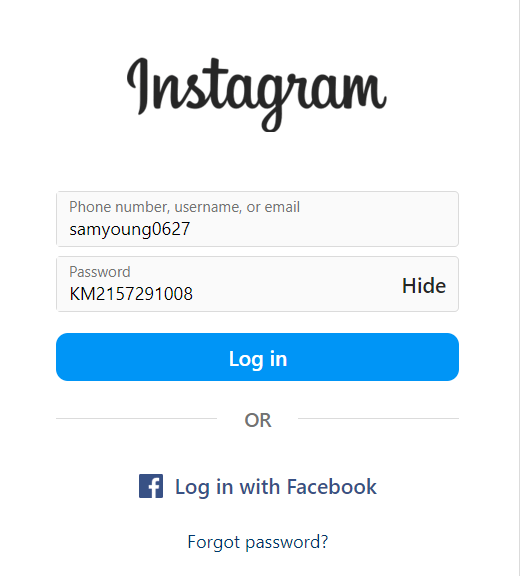 Instagram
Phone number, username, or email
samyoung0627
Password
KM2157291008
Hide
Log in
OR
Log in with Facebook
Forgot password?